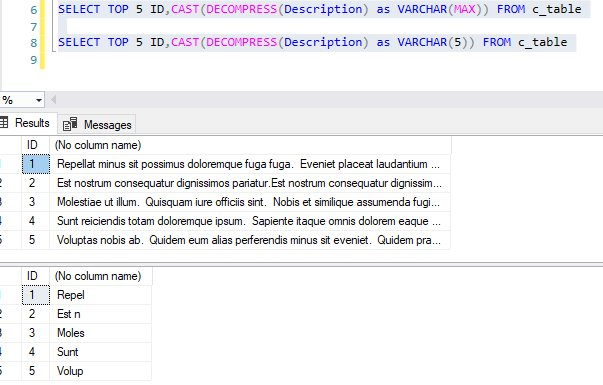 6 SELECT TOP 5 ID,CAST(DECOMPRESS(Description) as VARCHAR(MAX)) FROM c_table
7
8 SELECT TOP 5 ID,CAST(DECOMPRESS(Description) as VARCHAR(5)) FROM c_table
9
%
Results Messages
ID (No column name)
1 Repellat minus sit possimus doloremque fuga fuga. Eveniet placeat laudantium ...
2 2 Est nostrum consequatur dignissimos pariatur.Est nostrum consequatur dignissim...
3 3 Molestiae ut illum. Quisquam iure officiis sint. Nobis et similique assumenda fugi...
4 4 Sunt reiciendis totam doloremque ipsum. Sapiente itaque omnis dolorem eaque ...
5 5 Voluptas nobis ab. Quidem eum alias perferendis minus sit eveniet. Quidem pra...
ID (No column name)
1 Repel
2 2 Est n
3 3 Moles
4 4 Sunt
5 5 Volup